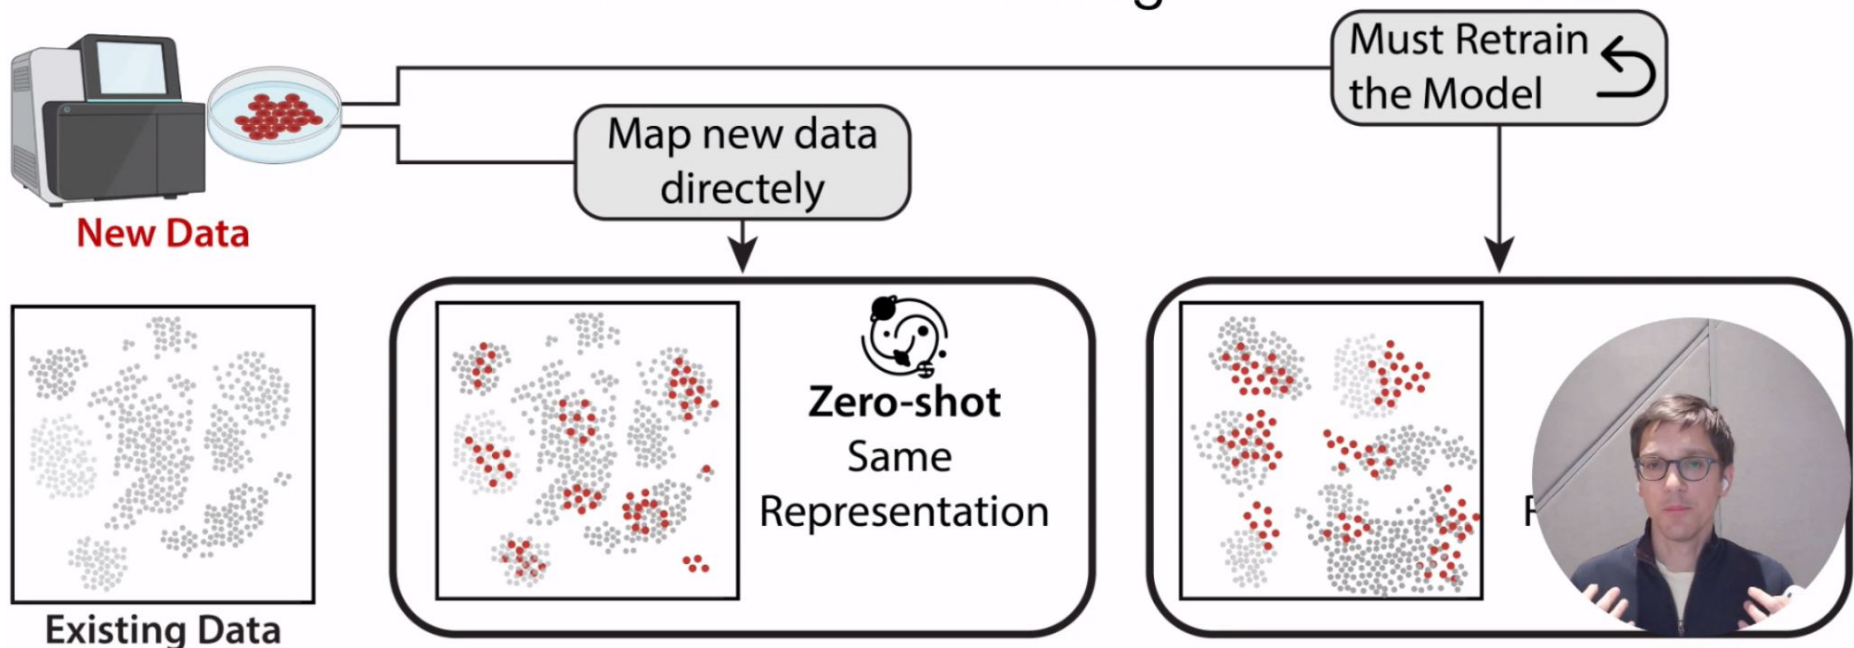 Must Retrain
the Model
Map new data
directely
New Data
Zero-shot
Same
Representation
Existing Data